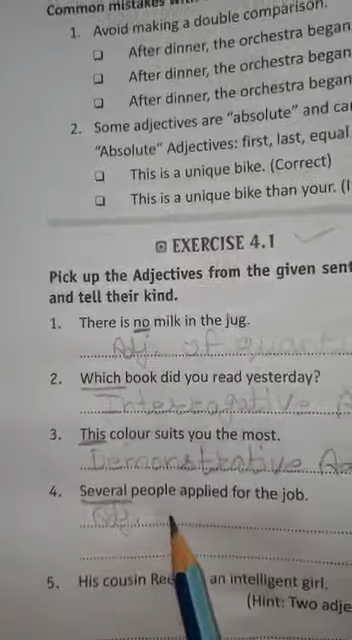 Common mistakes
1. Avoid making a double comparison.
❑ After dinner, the orchestra began
❑ After dinner, the orchestra began
❑ After dinner, the orchestra began
2. Some adjectives are "absolute" and
"Absolute" Adjectives: first, last, equal
❑ This is a unique bike. (Correct)
❑ This is a unique bike than your.
EXERCISE 4.1
Pick up the Adjectives from the given
and tell their kind.
1. There is no milk in the jug.
Adj. of
2. Which book did you read yesterday?
Interrogative A
3. This colour suits you the most.
Demonstrative
4. Several people applied for the job.
Adj.
5. His cousin an intelligent girl.
(Hint: Two